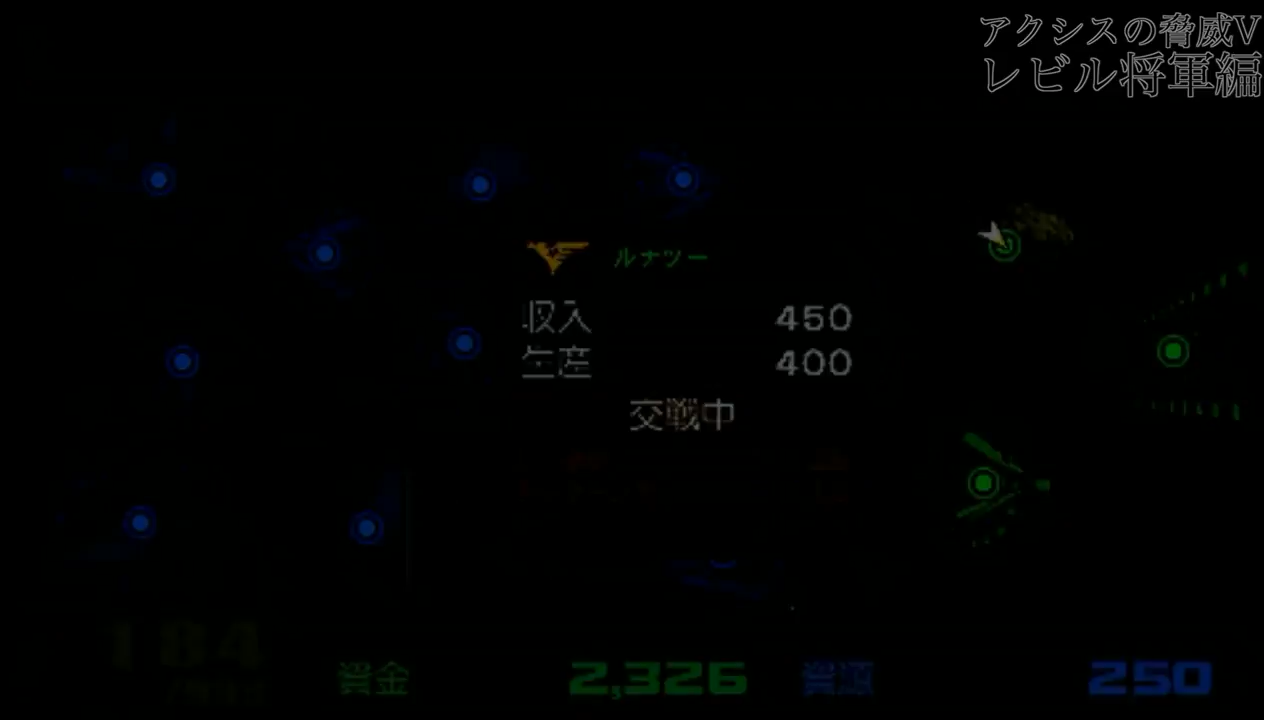 アクシスの脅威V
レビル将軍編
ルナツー
収入 450
生産 400
交戦中
184
資金 2,326 資源 250